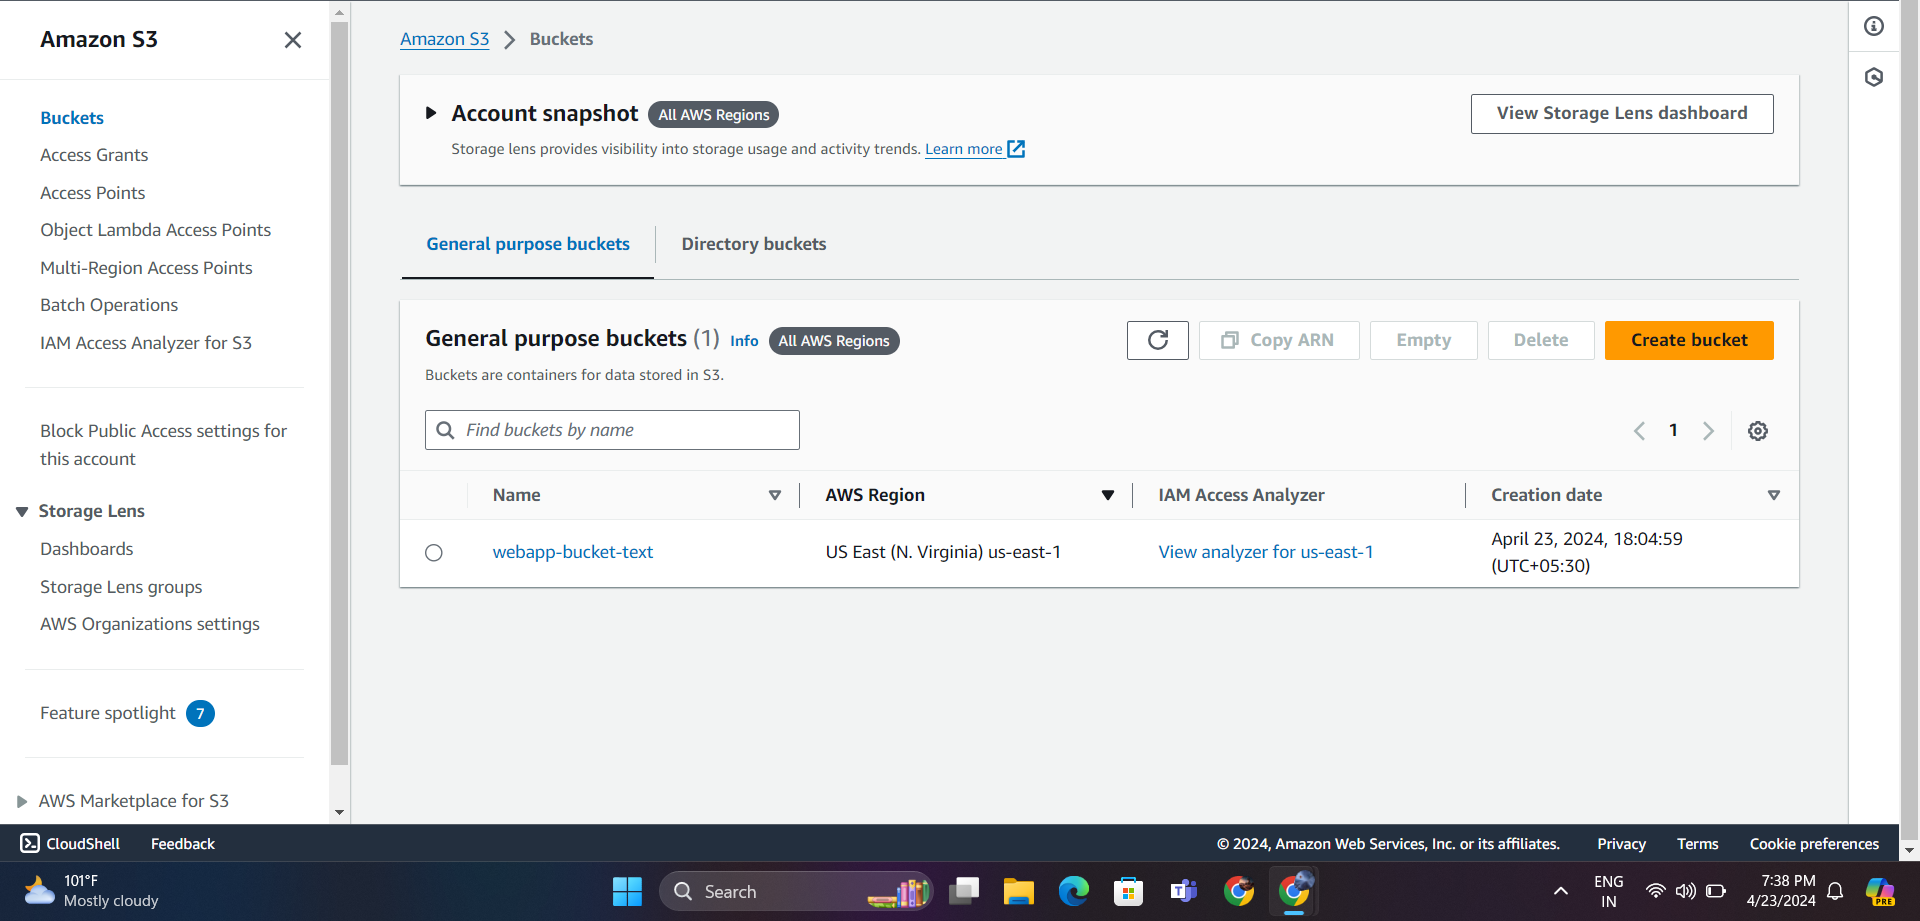 Amazon S3
Buckets
Access Grants
Access Points
Object Lambda Access Points
Multi-Region Access Points
Batch Operations
IAM Access Analyzer for S3
Block Public Access settings for
this account
Storage Lens
Dashboards
Storage Lens groups
AWS Organizations settings
Feature spotlight 7
AWS Marketplace for S3
Amazon S3 Buckets
Account snapshot All AWS Regions
View Storage Lens dashboard
Storage lens provides visibility into storage usage and activity trends. Learn more
General purpose buckets Directory buckets
General purpose buckets (1) Info All AWS Regions
Copy ARN Empty Delete Create bucket
Buckets are containers for data stored in S3.
Find buckets by name
1
Name AWS Region IAM Access Analyzer Creation date
webapp-bucket-text US East (N. Virginia) us-east-1 View analyzer for us-east-1 April 23, 2024, 18:04:59
(UTC+05:30)
CloudShell Feedback © 2024, Amazon Web Services, Inc. or its affiliates. Privacy Terms Cookie preferences
101°F
Mostly cloudy
Search
ENG
IN
7:38 PM
4/23/2024
PRE